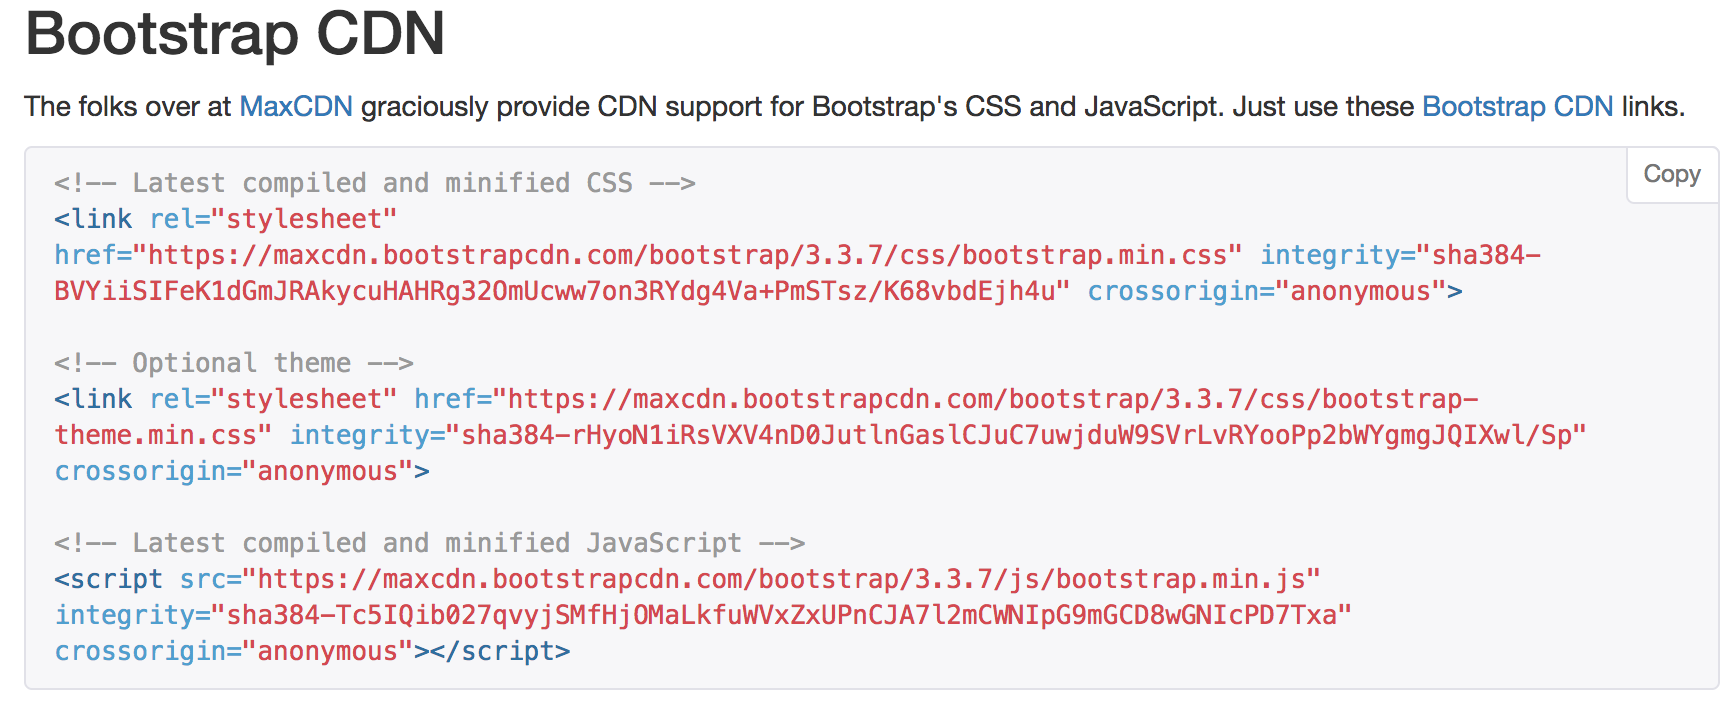 Bootstrap CDN
The folks over at MaxCDN graciously provide CDN support for Bootstrap's CSS and JavaScript. Just use these Bootstrap CDN links.
Copy
<!-- Latest compiled and minified CSS -->
<link rel="stylesheet"
href="https://maxcdn.bootstrapcdn.com/bootstrap/3.3.7/css/bootstrap.min.css" integrity="sha384-
BVYiiSIFeK1dGmJRAkycuHAHRg32OmUcww7on3RYdg4Va+PmSTsz/K68vbdEjh4u" crossorigin="anonymous">
<!-- Optional theme -->
<link rel="stylesheet" href="https://maxcdn.bootstrapcdn.com/bootstrap/3.3.7/css/bootstrap-
theme.min.css" integrity="sha384-rHyoN1iRsVXV4nD0JutlnGaslCJuC7uwjduW9SVrLvRYooPp2bWYgmgJQIXwl/Sp"
crossorigin="anonymous">
<!-- Latest compiled and minified JavaScript -->
<script src="https://maxcdn.bootstrapcdn.com/bootstrap/3.3.7/js/bootstrap.min.js"
integrity="sha384-Tc5IQib027qvyjSMfHjOMaLkfuWVxZxUPnCJA7l2mCWNIpG9mGCD8wGNIcPD7Txa"
crossorigin="anonymous"></script>